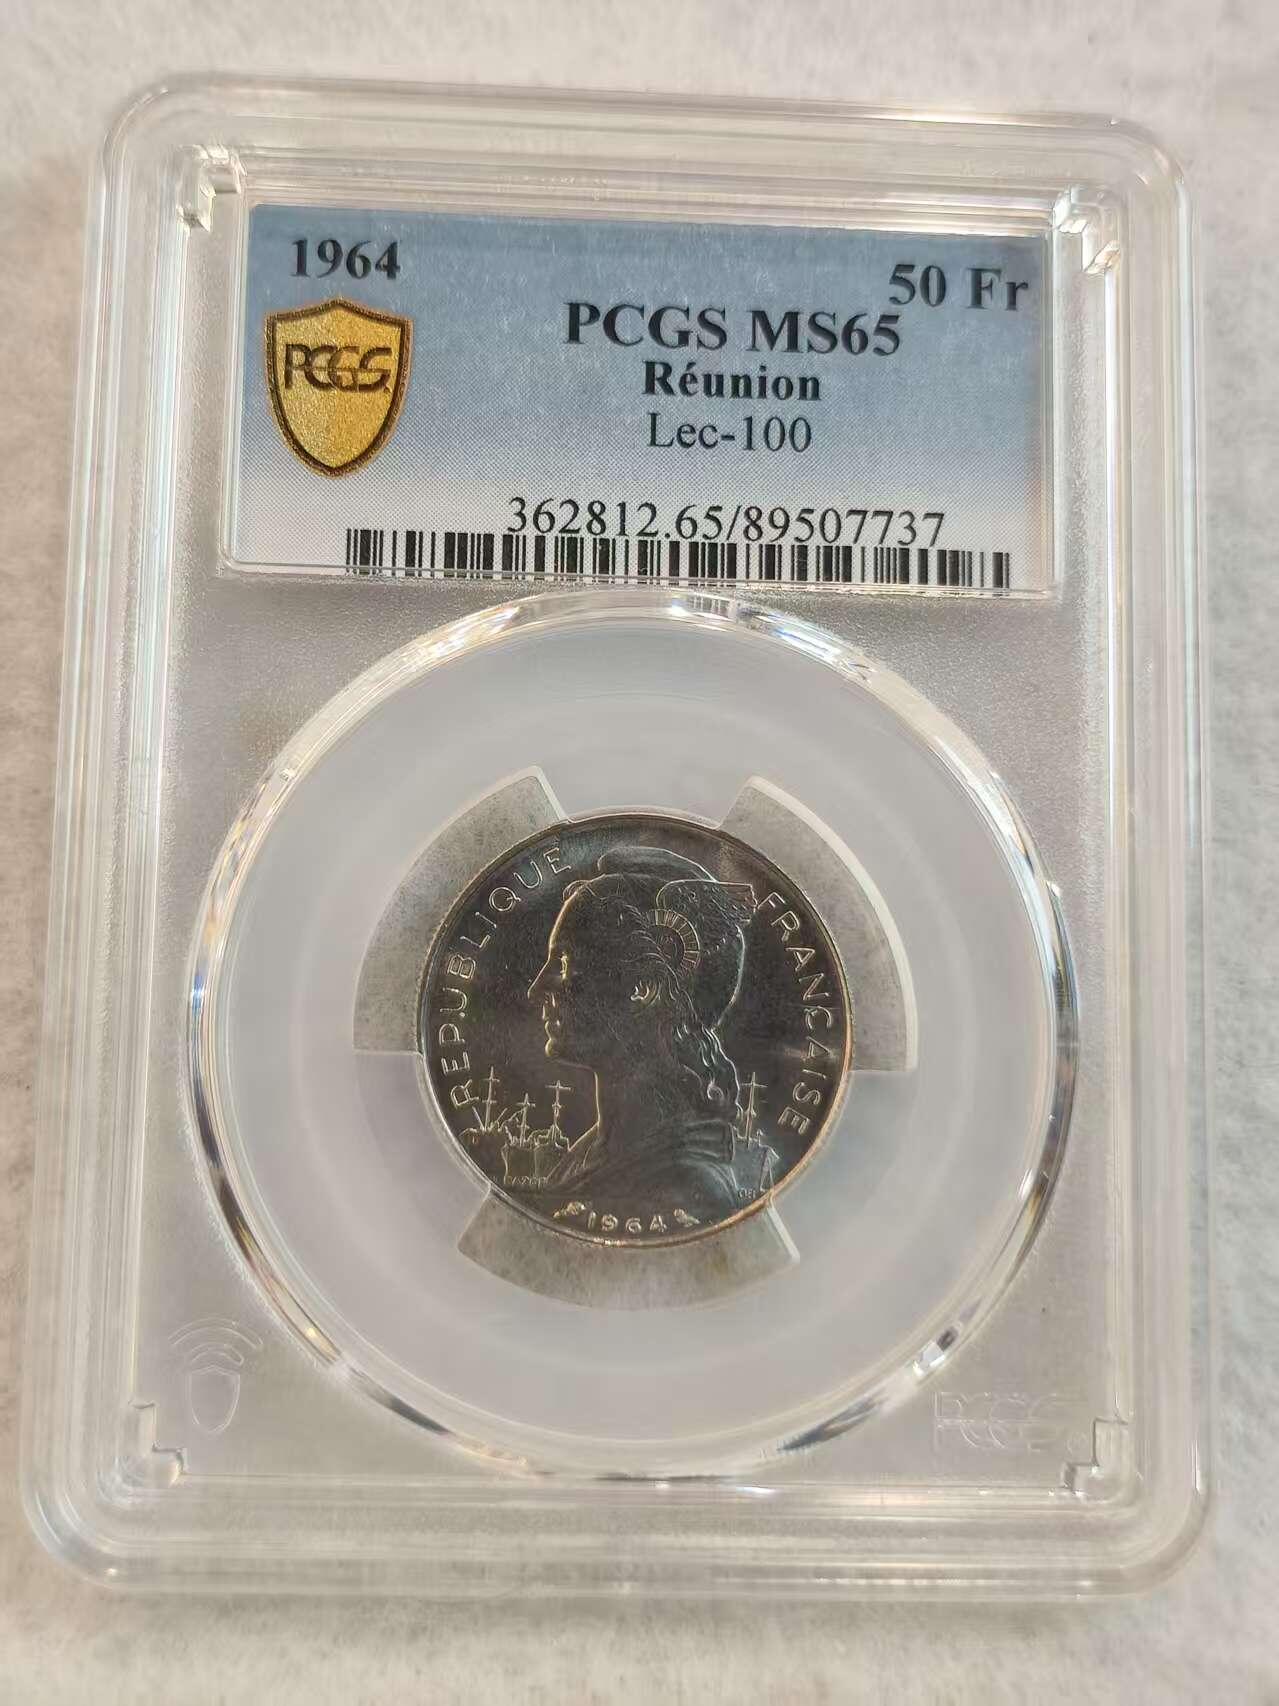 1964
50 Fr
PCGS MS65
PCGS
Réunion
Lec-100
362812.65/89507737
REPUBLIQUE FRANÇAISE
1964
PCGS